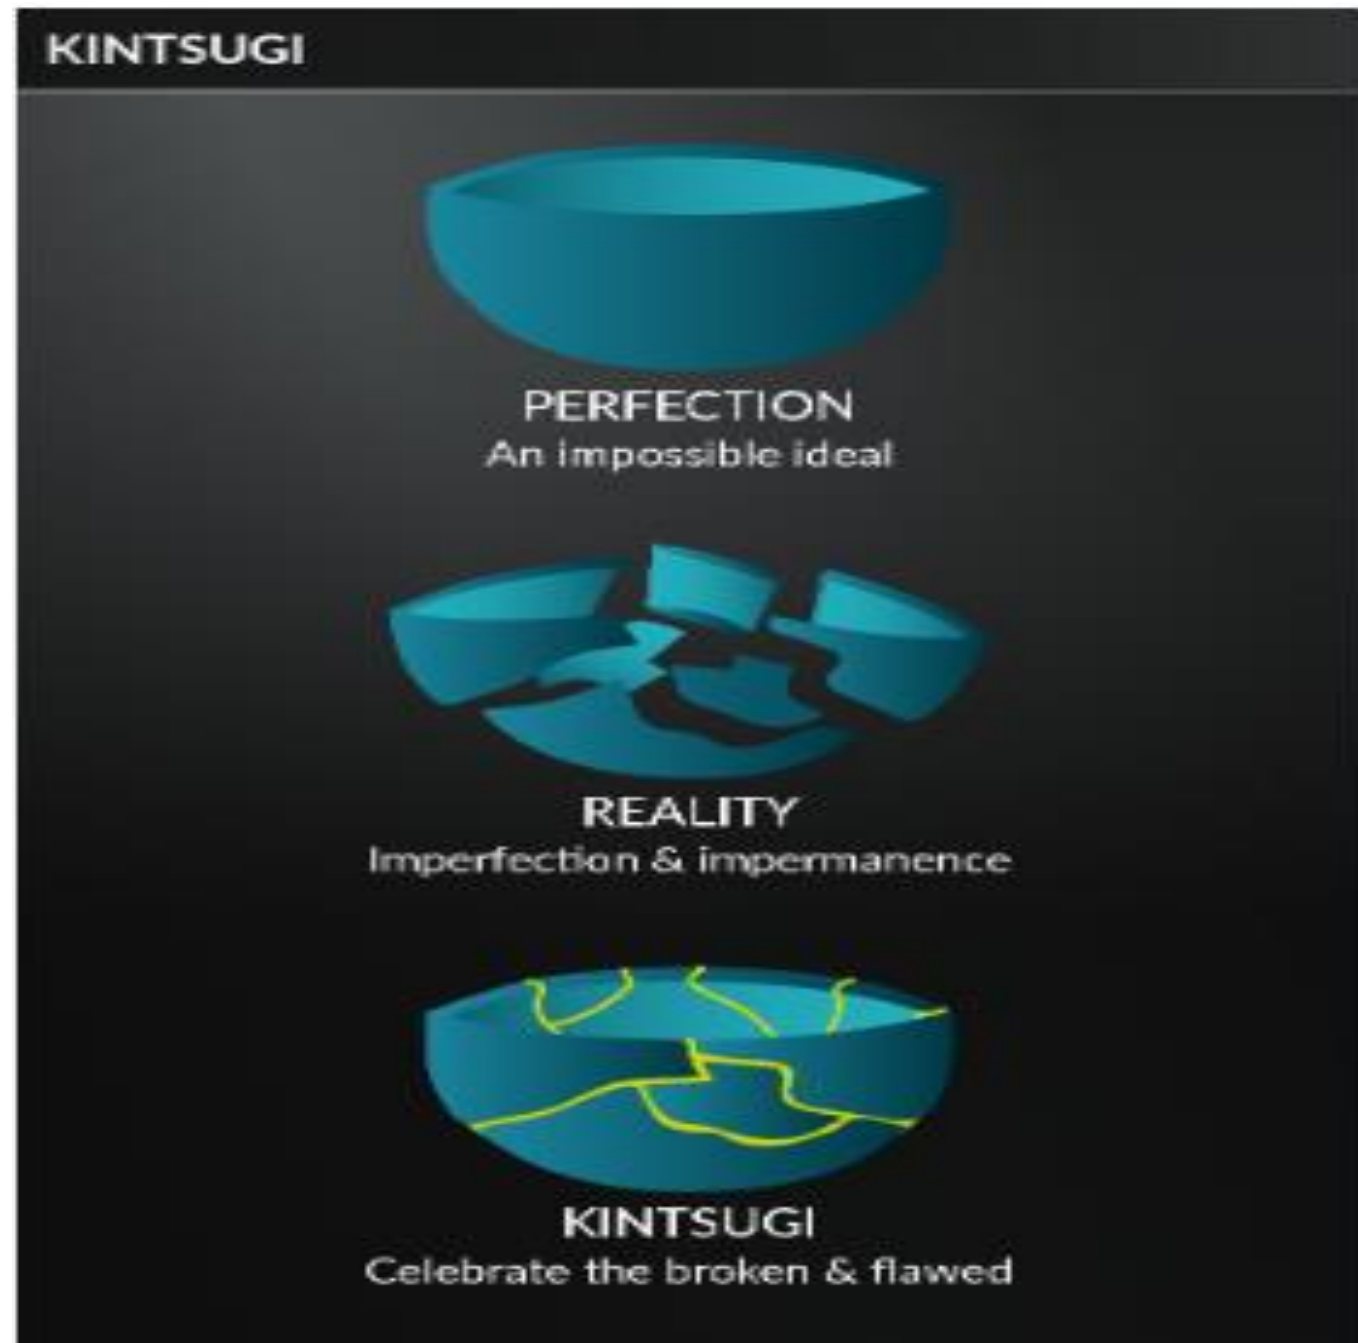 KINTSUGI
PERFECTION
An impossible ideal
REALITY
Imperfection & impermanence
KINTSUGI
Celebrate the broken & flawed